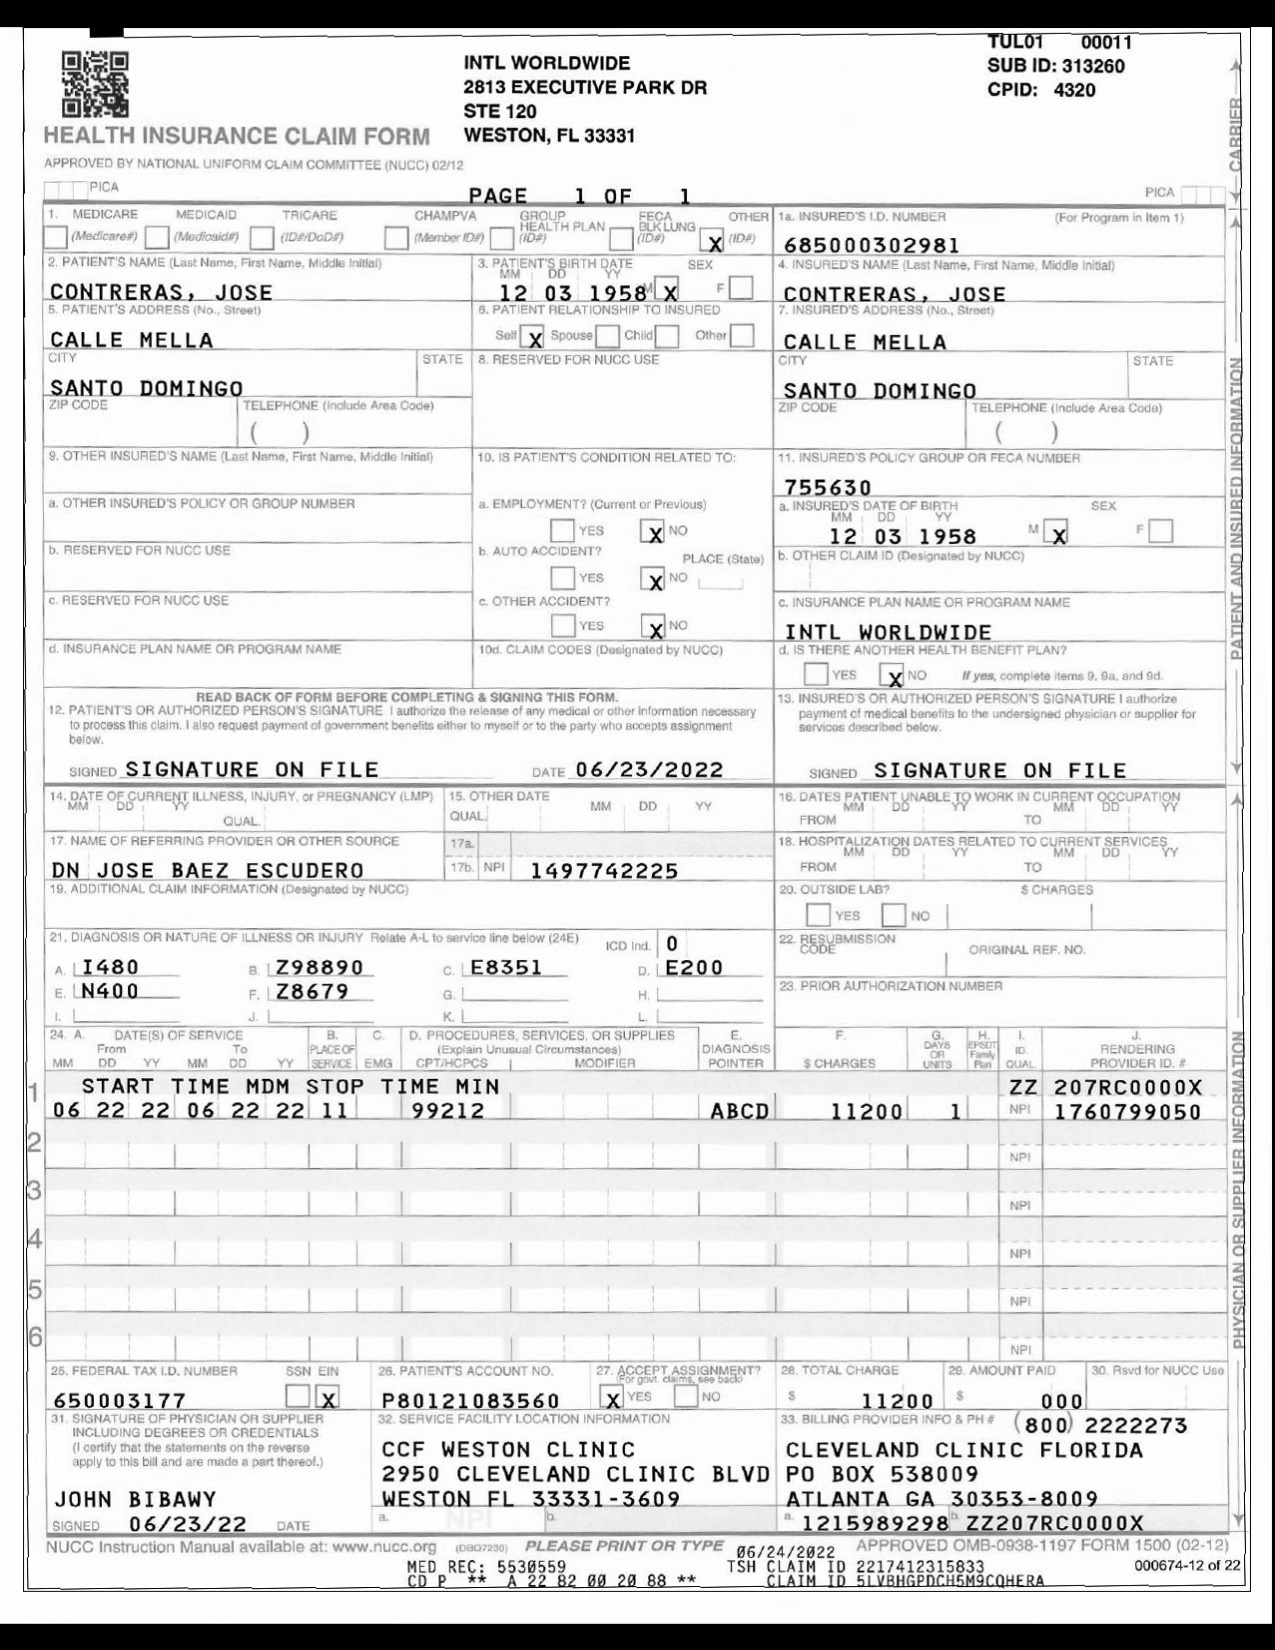 TUL01 00011
INTL WORLDWIDE
SUB ID: 313260
2813 EXECUTIVE PARK DR
CPID: 4320
STE 120
HEALTH INSURANCE CLAIM FORM
WESTON, FL 33331
APPROVED BY NATIONAL UNIFORM CLAIM COMMITTEE (NUCC) 02/12
CARRIER
PICA
PAGE 1 OF 1
PICA
1. MEDICARE MEDICAID TRICARE CHAMPVA GROUP HEALTH PLAN FECA BLK LUNG OTHER
(Medicare#) (Medicaid#) (ID#/DoD#) (Member ID#) (ID#) (ID#) X (ID#)
1a. INSURED'S I.D. NUMBER (For Program in Item 1)
685000302981
2. PATIENT'S NAME (Last Name, First Name, Middle Initial)
CONTRERAS, JOSE
3. PATIENT'S BIRTH DATE SEX
MM DD YY
12 03 1958 M X F
4. INSURED'S NAME (Last Name, First Name, Middle Initial)
CONTRERAS, JOSE
5. PATIENT'S ADDRESS (No., Street)
CALLE MELLA
6. PATIENT RELATIONSHIP TO INSURED
Self X Spouse Child Other
7. INSURED'S ADDRESS (No., Street)
CALLE MELLA
CITY STATE
SANTO DOMINGO
8. RESERVED FOR NUCC USE
CITY STATE
SANTO DOMINGO
ZIP CODE TELEPHONE (Include Area Code)
( )
ZIP CODE TELEPHONE (Include Area Code)
( )
9. OTHER INSURED'S NAME (Last Name, First Name, Middle Initial)
10. IS PATIENT'S CONDITION RELATED TO:
11. INSURED'S POLICY GROUP OR FECA NUMBER
755630
a. OTHER INSURED'S POLICY OR GROUP NUMBER
a. EMPLOYMENT? (Current or Previous)
YES X NO
a. INSURED'S DATE OF BIRTH SEX
MM DD YY
12 03 1958 M X F
b. RESERVED FOR NUCC USE
b. AUTO ACCIDENT? PLACE (State)
YES X NO
b. OTHER CLAIM ID (Designated by NUCC)
c. RESERVED FOR NUCC USE
c. OTHER ACCIDENT?
YES X NO
c. INSURANCE PLAN NAME OR PROGRAM NAME
INTL WORLDWIDE
d. INSURANCE PLAN NAME OR PROGRAM NAME
10d. CLAIM CODES (Designated by NUCC)
d. IS THERE ANOTHER HEALTH BENEFIT PLAN?
YES X NO If yes, complete items 9, 9a, and 9d.
PATIENT AND INSURED INFORMATION
READ BACK OF FORM BEFORE COMPLETING & SIGNING THIS FORM.
12. PATIENT'S OR AUTHORIZED PERSON'S SIGNATURE I authorize the release of any medical or other information necessary
to process this claim. I also request payment of government benefits either to myself or to the party who accepts assignment
below.
SIGNED SIGNATURE ON FILE DATE 06/23/2022
13. INSURED'S OR AUTHORIZED PERSON'S SIGNATURE I authorize
payment of medical benefits to the undersigned physician or supplier for
services described below.
SIGNED SIGNATURE ON FILE
14. DATE OF CURRENT ILLNESS, INJURY, or PREGNANCY (LMP)
MM DD YY
QUAL.
15. OTHER DATE
QUAL. MM DD YY
16. DATES PATIENT UNABLE TO WORK IN CURRENT OCCUPATION
MM DD YY MM DD YY
FROM TO
17. NAME OF REFERRING PROVIDER OR OTHER SOURCE
DN JOSE BAEZ ESCUDERO
17a.
17b. NPI 1497742225
18. HOSPITALIZATION DATES RELATED TO CURRENT SERVICES
MM DD YY MM DD YY
FROM TO
19. ADDITIONAL CLAIM INFORMATION (Designated by NUCC)
20. OUTSIDE LAB? $ CHARGES
YES NO
21. DIAGNOSIS OR NATURE OF ILLNESS OR INJURY Relate A-L to service line below (24E) ICD Ind. 0
A. I480 B. Z98890 C. E8351 D. E200
E. N400 F. Z8679 G. H.
I. J. K. L.
22. RESUBMISSION CODE ORIGINAL REF. NO.
23. PRIOR AUTHORIZATION NUMBER
24. A. DATE(S) OF SERVICE B. C. D. PROCEDURES, SERVICES, OR SUPPLIES E. F. G. H. I. J.
From To PLACE OF (Explain Unusual Circumstances) DIAGNOSIS DAYS OR UNITS EPSDT Family Plan ID. RENDERING
MM DD YY MM DD YY SERVICE EMG CPT/HCPCS MODIFIER POINTER $ CHARGES QUAL PROVIDER ID. #
1 START TIME MDM STOP TIME MIN ZZ 207RC0000X
06 22 22 06 22 22 11 99212 ABCD 11200 1 NPI 1760799050
2 NPI
3 NPI
4 NPI
5 NPI
6 NPI
PHYSICIAN OR SUPPLIER INFORMATION
25. FEDERAL TAX I.D. NUMBER SSN EIN
650003177 X
26. PATIENT'S ACCOUNT NO.
P80121083560
27. ACCEPT ASSIGNMENT?
(For govt. claims, see back)
X YES NO
28. TOTAL CHARGE
$ 11200
29. AMOUNT PAID
$ 000
30. Rsvd for NUCC Use
31. SIGNATURE OF PHYSICIAN OR SUPPLIER
INCLUDING DEGREES OR CREDENTIALS
(I certify that the statements on the reverse
apply to this bill and are made a part thereof.)
JOHN BIBAWY
SIGNED 06/23/22 DATE
32. SERVICE FACILITY LOCATION INFORMATION
CCF WESTON CLINIC
2950 CLEVELAND CLINIC BLVD
WESTON FL 33331-3609
a. NPI b.
33. BILLING PROVIDER INFO & PH # (800) 2222273
CLEVELAND CLINIC FLORIDA
PO BOX 538009
ATLANTA GA 30353-8009
a. 1215989298 b. ZZ207RC0000X
NUCC Instruction Manual available at: www.nucc.org (DBQ7230) PLEASE PRINT OR TYPE 06/24/2022 APPROVED OMB-0938-1197 FORM 1500 (02-12)
MED REC: 5530559 TSH CLAIM ID 2217412315833 000674-12 of 22
CD P ** A 22 82 00 20 88 ** CLAIM ID 5LVBHGPDCH5M9CQHERA